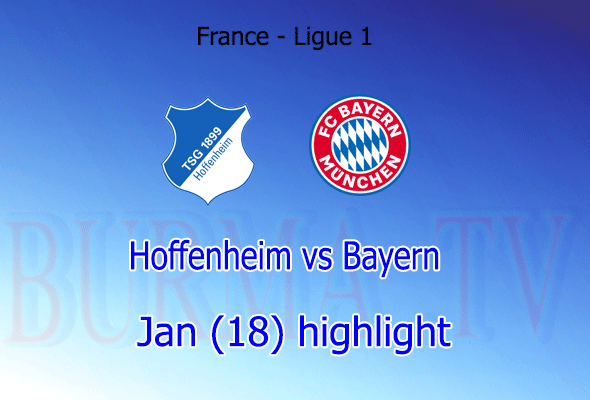 France - Ligue 1
TSG 1899
Hoffenheim
FC BAYERN
MÜNCHEN
BURMA TV
Hoffenheim vs Bayern
Jan (18) highlight